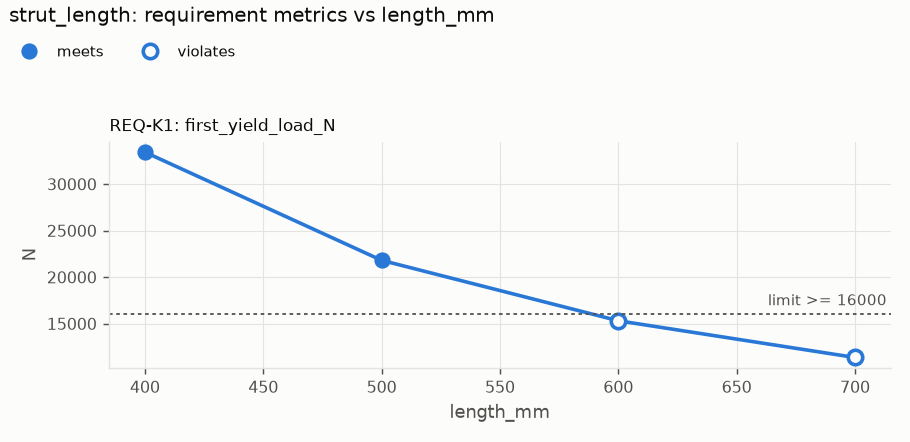 strut_length: requirement metrics vs length_mm
meets
violates
REQ-K1: first_yield_load_N
30000
25000
20000
15000
N
limit >= 16000
400
450
500
550
600
650
700
length_mm